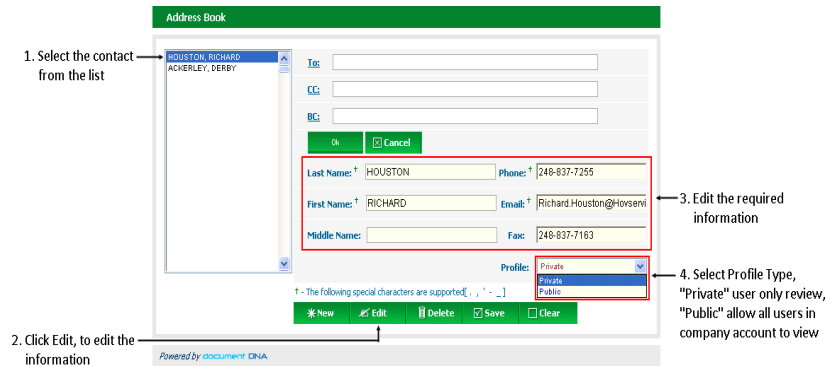 Address Book
1. Select the contact
from the list
HOUSTON, RICHARD
ACKERLEY, DERBY
To:
CC:
BC:
Ok
Cancel
Last Name: † HOUSTON Phone: † 248-837-7255
First Name: † RICHARD Email: † Richard.Houston@Hovservi
Middle Name: Fax: 248-837-7163
3. Edit the required
information
Profile: Private
Private
Public
4. Select Profile Type,
"Private" user only review,
"Public" allow all users in
company account to view
† - The following special characters are supported[ . , ' - _ ]
New Edit Delete Save Clear
2. Click Edit, to edit the
information
Powered by document DNA